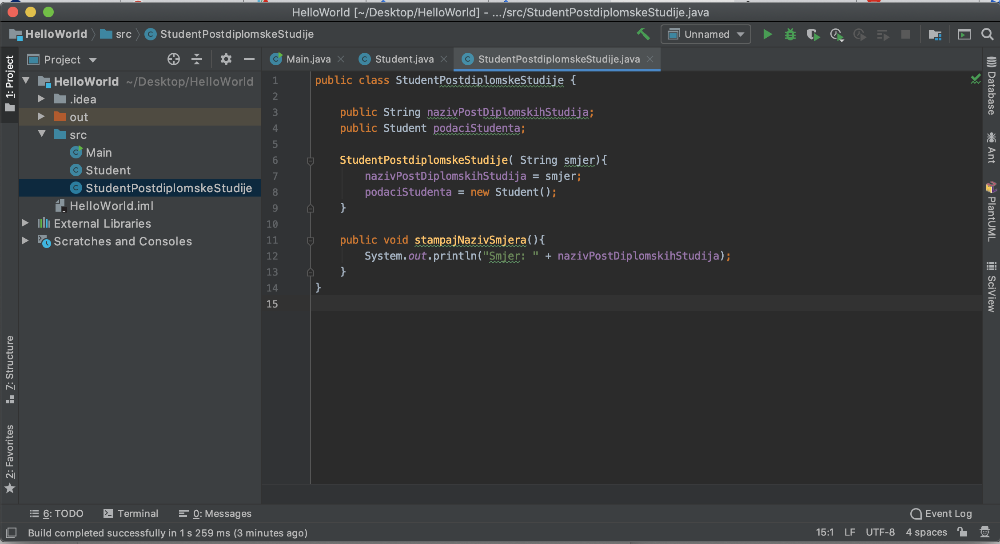 HelloWorld [~/Desktop/HelloWorld] - .../src/StudentPostdiplomskeStudije.java
HelloWorld src StudentPostdiplomskeStudije
Unnamed
1: Project
Project
Main.java
Student.java
StudentPostdiplomskeStudije.java
HelloWorld ~/Desktop/HelloWorld
.idea
out
src
Main
Student
StudentPostdiplomskeStudije
HelloWorld.iml
External Libraries
Scratches and Consoles
7: Structure
2: Favorites
1 public class StudentPostdiplomskeStudije {
2
3 public String nazivPostDiplomskihStudija;
4 public Student podaciStudenta;
5
6 StudentPostdiplomskeStudije( String smjer){
7 nazivPostDiplomskihStudija = smjer;
8 podaciStudenta = new Student();
9 }
10
11 public void stampajNazivSmjera(){
12 System.out.println("Smjer: " + nazivPostDiplomskihStudija);
13 }
14 }
15
Database
Ant
PlantUML
SciView
6: TODO
Terminal
0: Messages
Event Log
Build completed successfully in 1 s 259 ms (3 minutes ago)
15:1 LF UTF-8 4 spaces